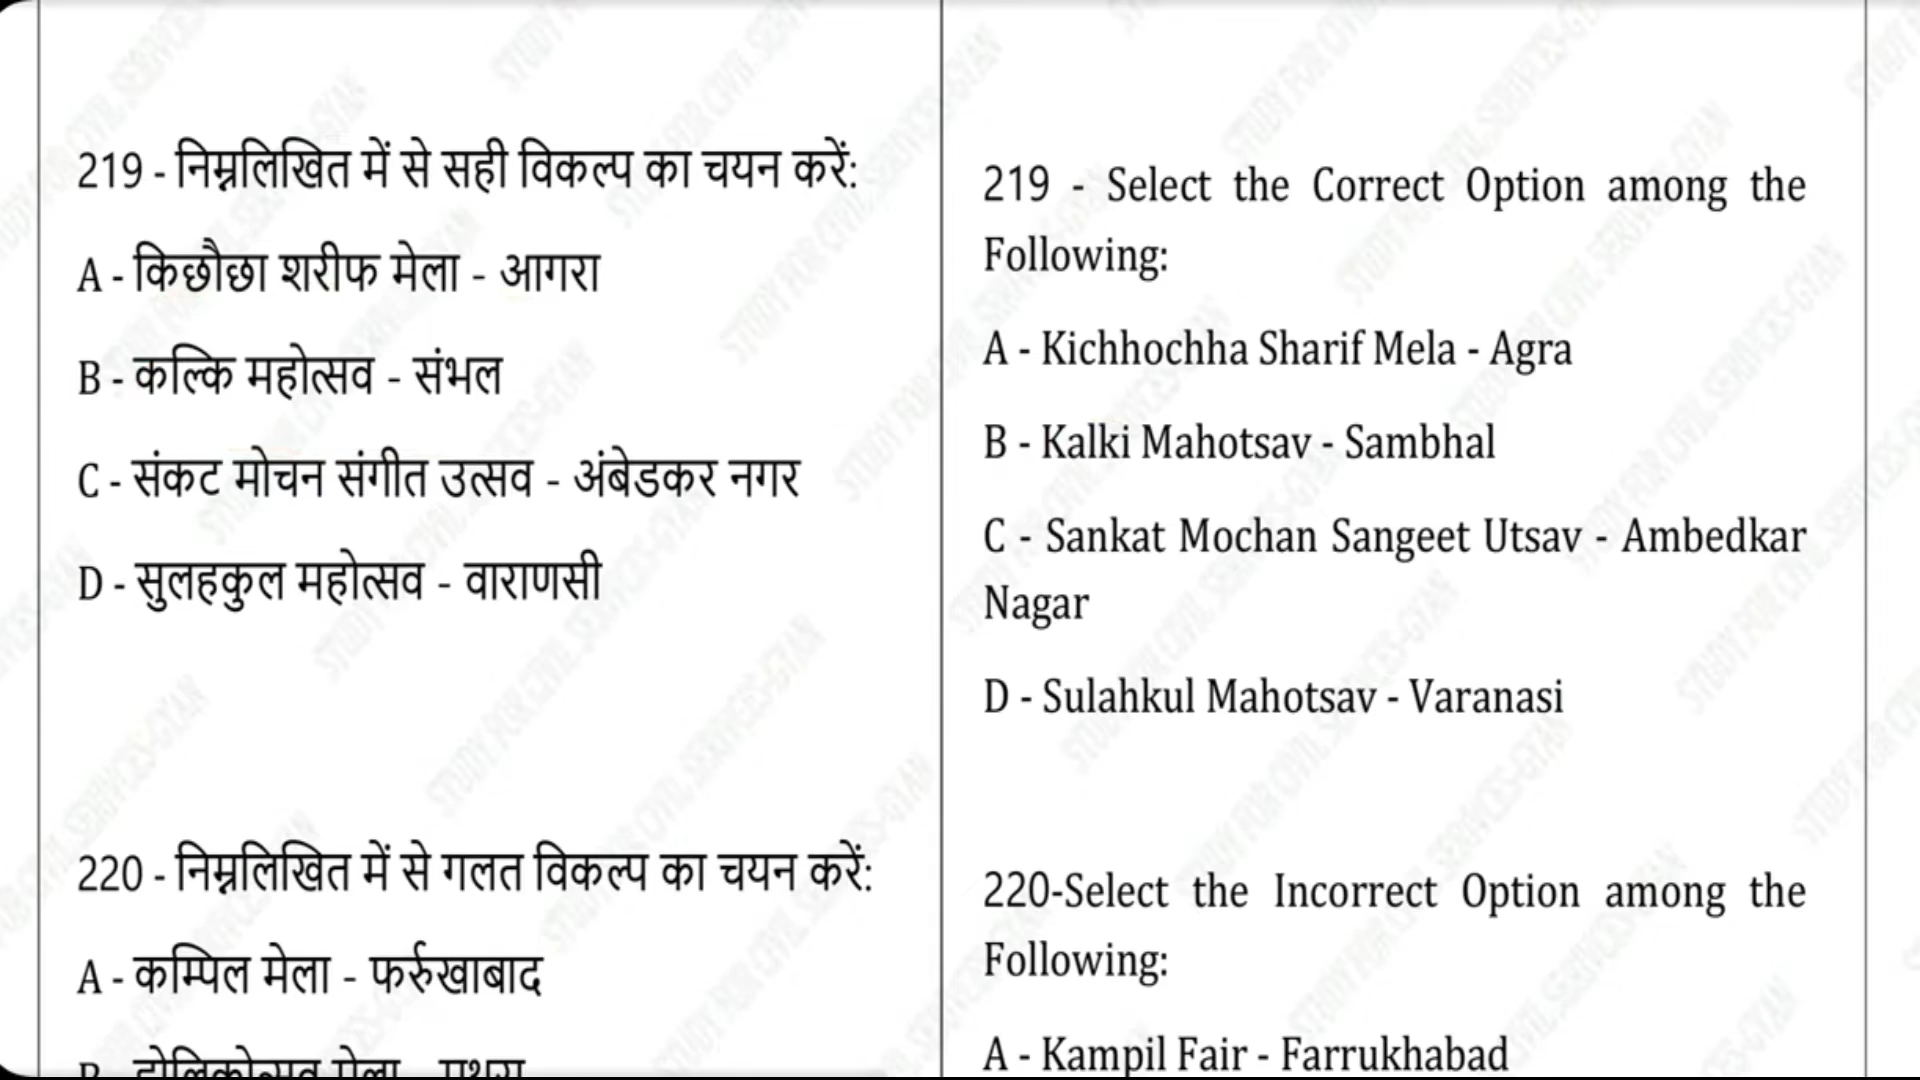 219 - निम्नलिखित में से सही विकल्प का चयन करें:
A - किछौछा शरीफ मेला - आगरा
B - कल्कि महोत्सव - संभल
C - संकट मोचन संगीत उत्सव - अंबेडकर नगर
D - सुलहकुल महोत्सव - वाराणसी
220 - निम्नलिखित में से गलत विकल्प का चयन करें:
A - कम्पिल मेला - फर्रुखाबाद
219 - Select the Correct Option among the
Following:
A - Kichhochha Sharif Mela - Agra
B - Kalki Mahotsav - Sambhal
C - Sankat Mochan Sangeet Utsav - Ambedkar
Nagar
D - Sulahkul Mahotsav - Varanasi
220-Select the Incorrect Option among the
Following:
A - Kampil Fair - Farrukhabad